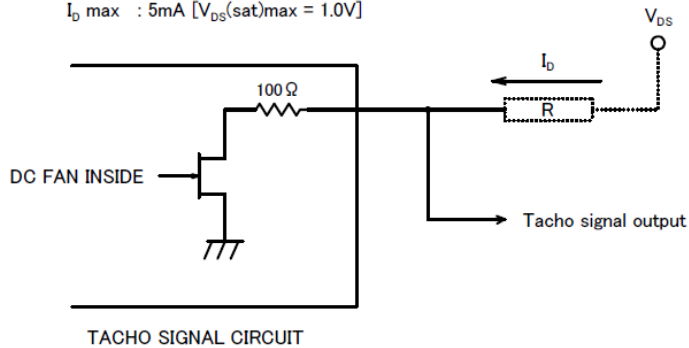 I_D max : 5mA [V_DS(sat)max = 1.0V]
V_DS
I_D
100Ω
R
DC FAN INSIDE
Tacho signal output
TACHO SIGNAL CIRCUIT